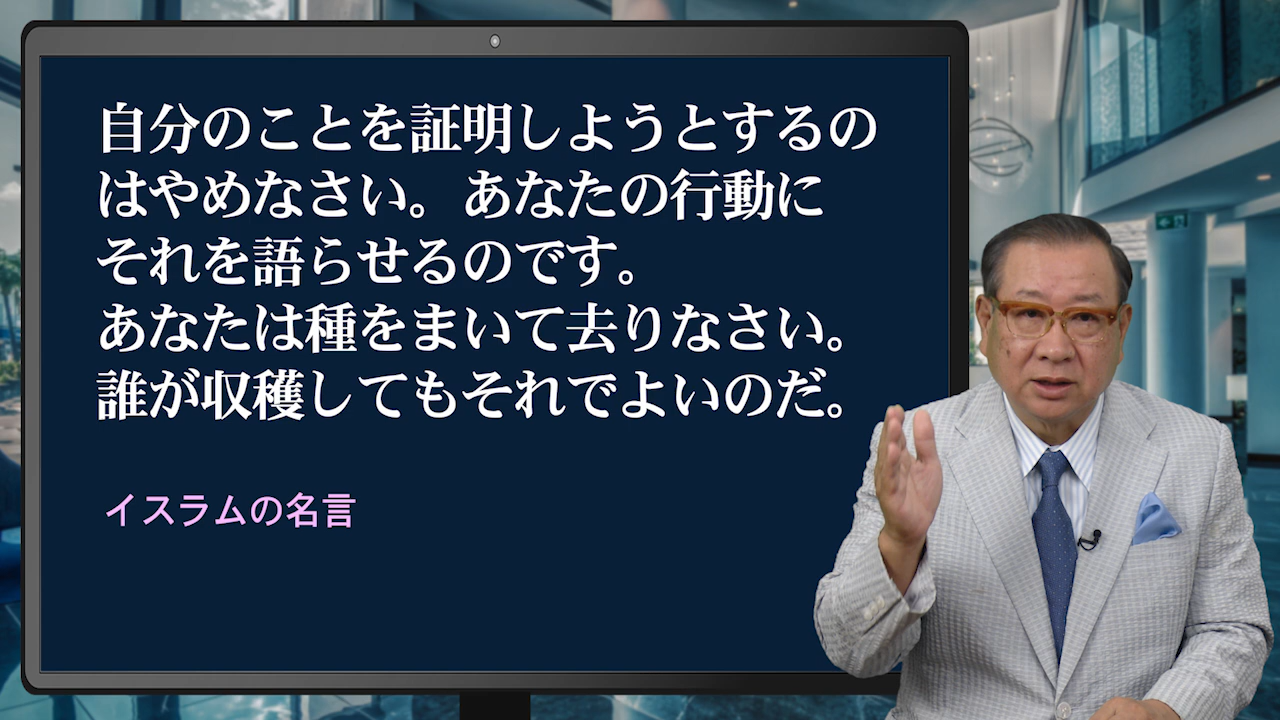 自分のことを証明しようとするの
はやめなさい。あなたの行動に
それを語らせるのです。
あなたは種をまいて去りなさい。
誰が収穫してもそれでよいのだ。
イスラムの名言